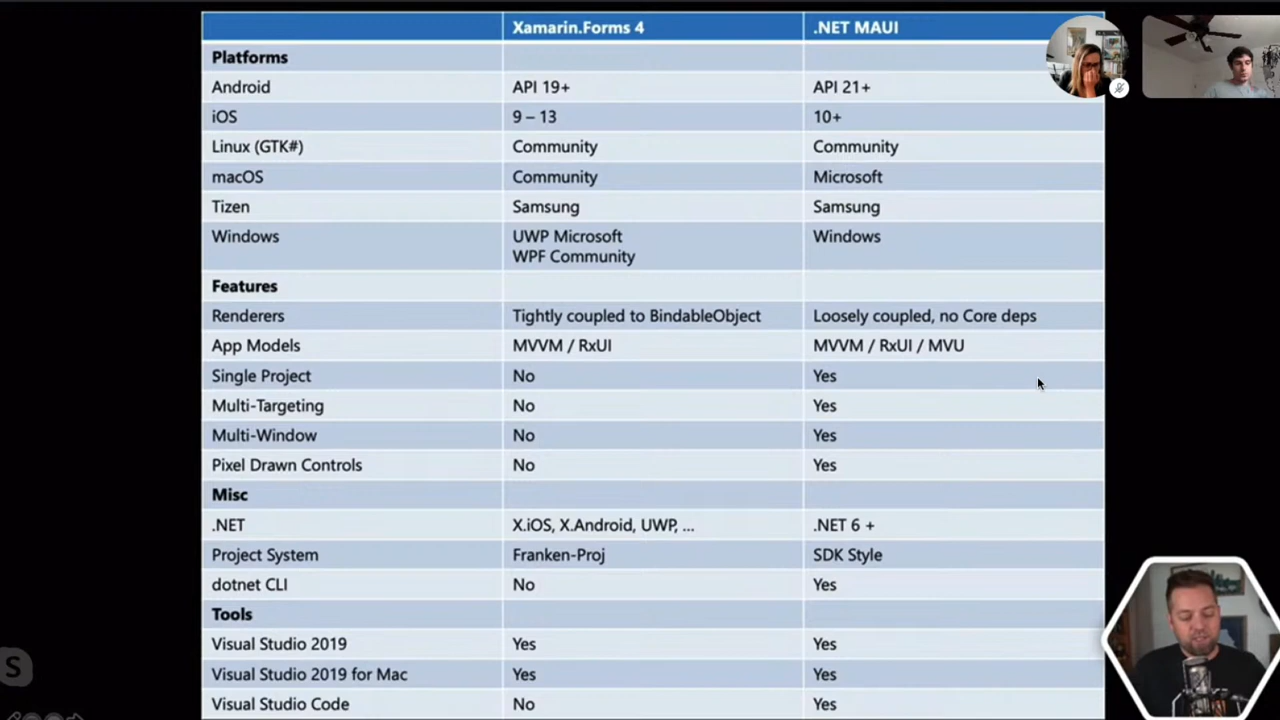 Xamarin.Forms 4 .NET MAUI
Platforms
Android API 19+ API 21+
iOS 9 – 13 10+
Linux (GTK#) Community Community
macOS Community Microsoft
Tizen Samsung Samsung
Windows UWP Microsoft Windows
WPF Community
Features
Renderers Tightly coupled to BindableObject Loosely coupled, no Core deps
App Models MVVM / RxUI MVVM / RxUI / MVU
Single Project No Yes
Multi-Targeting No Yes
Multi-Window No Yes
Pixel Drawn Controls No Yes
Misc
.NET X.iOS, X.Android, UWP, ... .NET 6 +
Project System Franken-Proj SDK Style
dotnet CLI No Yes
Tools
Visual Studio 2019 Yes Yes
Visual Studio 2019 for Mac Yes Yes
Visual Studio Code No Yes
S